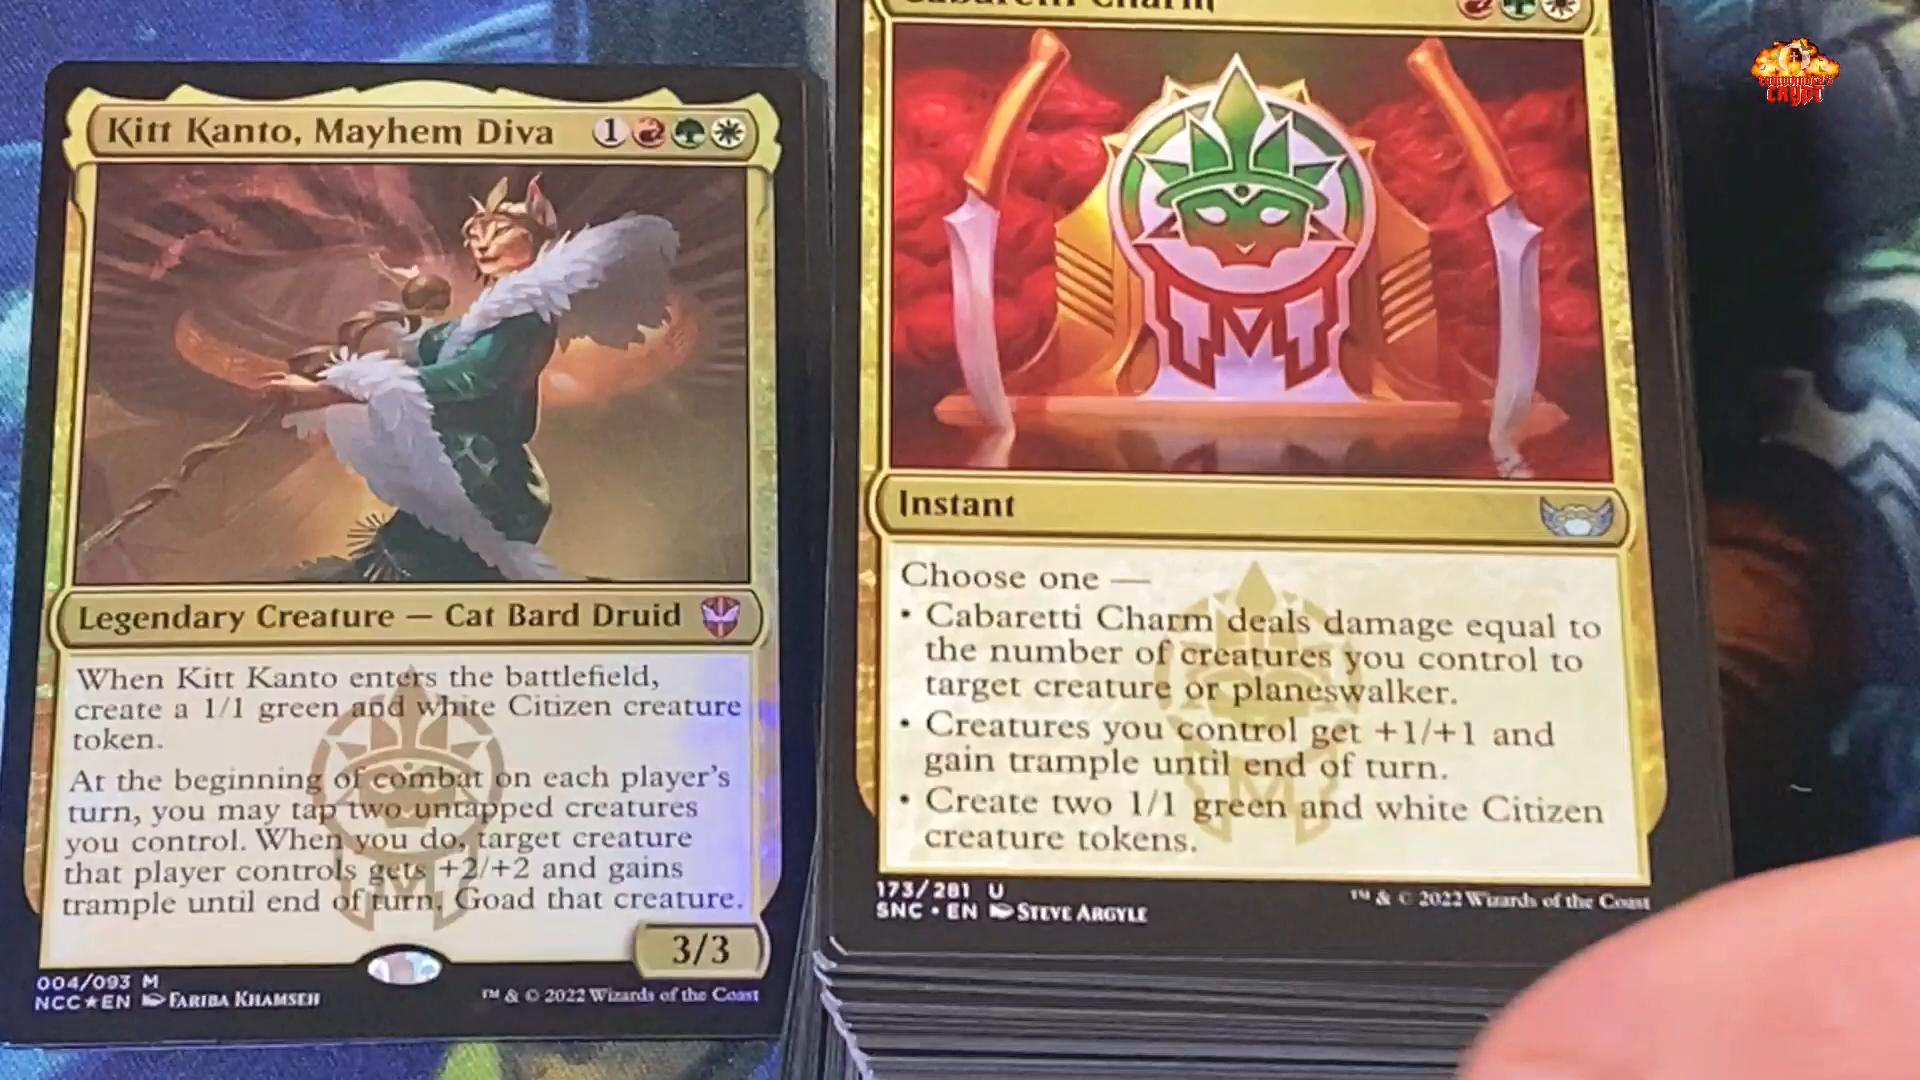 Kitt Kanto, Mayhem Diva 1
Legendary Creature — Cat Bard Druid
When Kitt Kanto enters the battlefield,
create a 1/1 green and white Citizen creature
token.
At the beginning of combat on each player's
turn, you may tap two untapped creatures
you control. When you do, target creature
that player controls gets +2/+2 and gains
trample until end of turn. Goad that creature.
3/3
004/093 M
NCC★EN FARIBA KHAMSEH
™ & © 2022 Wizards of the Coast
Cabaretti Charm
Instant
Choose one —
• Cabaretti Charm deals damage equal to
the number of creatures you control to
target creature or planeswalker.
• Creatures you control get +1/+1 and
gain trample until end of turn.
• Create two 1/1 green and white Citizen
creature tokens.
173/281 U
SNC • EN STEVE ARGYLE
™ & © 2022 Wizards of the Coast
CRYPT